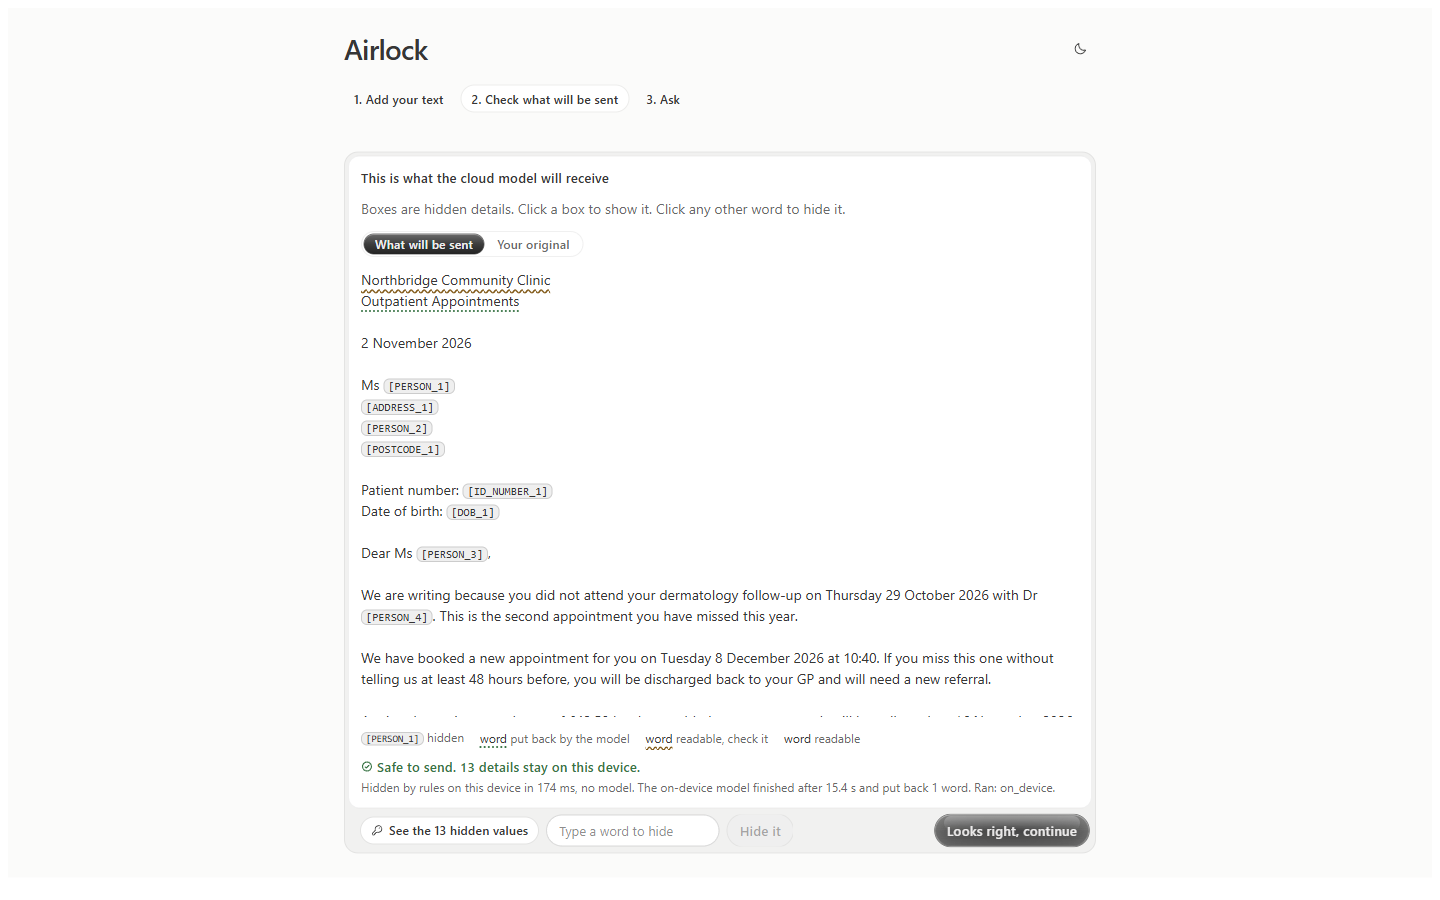 Airlock
1. Add your text
2. Check what will be sent
3. Ask
This is what the cloud model will receive
Boxes are hidden details. Click a box to show it. Click any other word to hide it.
What will be sent
Your original
Northbridge Community Clinic
Outpatient Appointments
2 November 2026
Ms [PERSON_1]
[ADDRESS_1]
[PERSON_2]
[POSTCODE_1]
Patient number: [ID_NUMBER_1]
Date of birth: [DOB_1]
Dear Ms [PERSON_3],
We are writing because you did not attend your dermatology follow-up on Thursday 29 October 2026 with Dr
[PERSON_4]. This is the second appointment you have missed this year.
We have booked a new appointment for you on Tuesday 8 December 2026 at 10:40. If you miss this one without
telling us at least 48 hours before, you will be discharged back to your GP and will need a new referral.
[PERSON_1] hidden word put back by the model word readable, check it word readable
Safe to send. 13 details stay on this device.
Hidden by rules on this device in 174 ms, no model. The on-device model finished after 15.4 s and put back 1 word. Ran: on_device.
See the 13 hidden values
Type a word to hide
Hide it
Looks right, continue